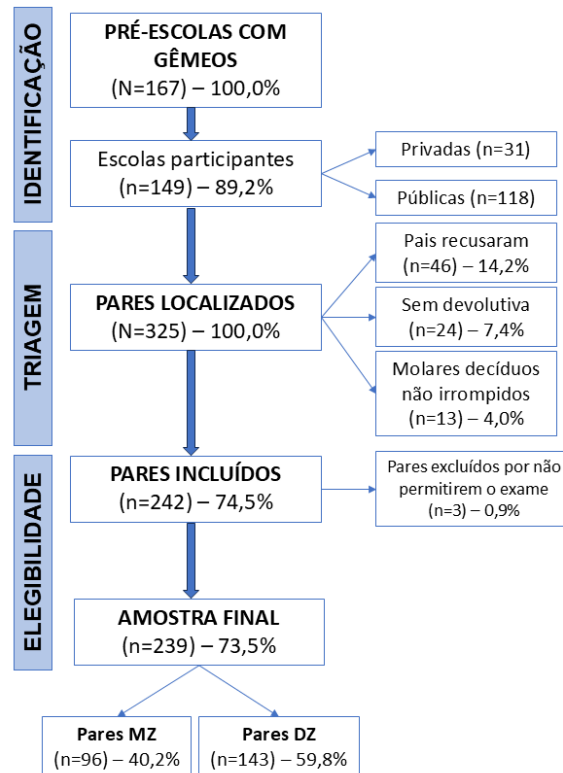 IDENTIFICAÇÃO
PRÉ-ESCOLAS COM
GÊMEOS
(N=167) – 100,0%
Escolas participantes
(n=149) – 89,2%
Privadas (n=31)
Públicas (n=118)
TRIAGEM
PARES LOCALIZADOS
(N=325) – 100,0%
Pais recusaram
(n=46) – 14,2%
Sem devolutiva
(n=24) – 7,4%
Molares decíduos
não irrompidos
(n=13) – 4,0%
ELEGIBILIDADE
PARES INCLUÍDOS
(n=242) – 74,5%
Pares excluídos por não
permitirem o exame
(n=3) – 0,9%
AMOSTRA FINAL
(n=239) – 73,5%
Pares MZ
(n=96) – 40,2%
Pares DZ
(n=143) – 59,8%